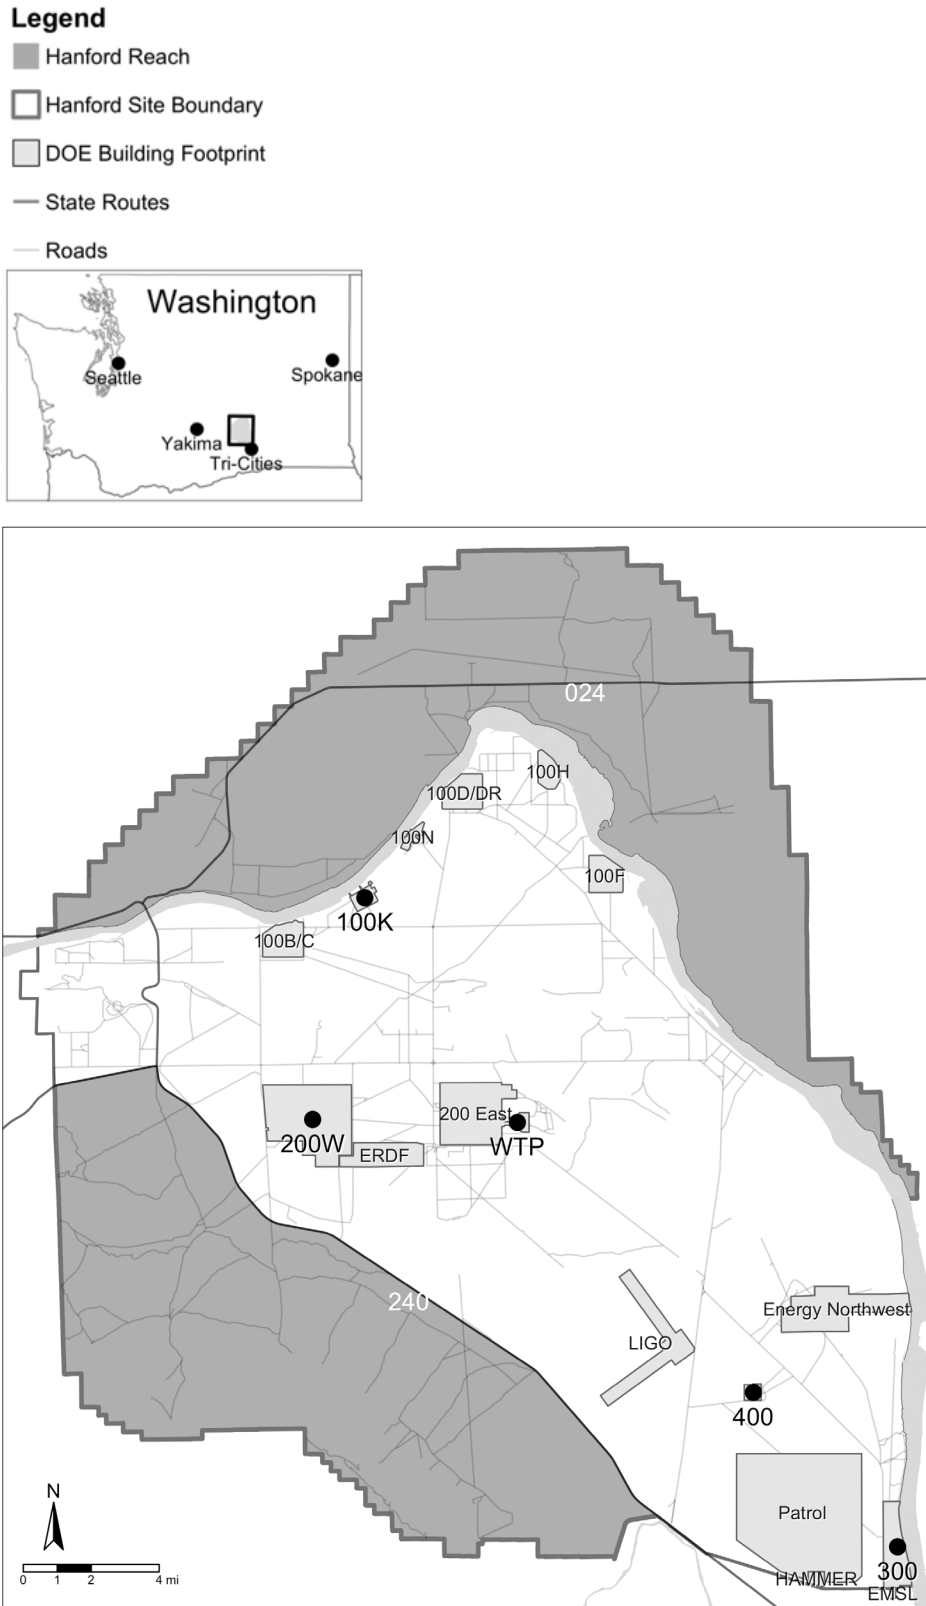 Legend
Hanford Reach
Hanford Site Boundary
DOE Building Footprint
State Routes
Roads
Washington
Seattle
Spokane
Yakima
Tri-Cities
024
100H
100D/DR
100N
100F
100K
100B/C
200 East
200W
WTP
ERDF
240
Energy Northwest
LIGO
400
N
Patrol
0 1 2 4 mi
300
HAMMER
EMSL